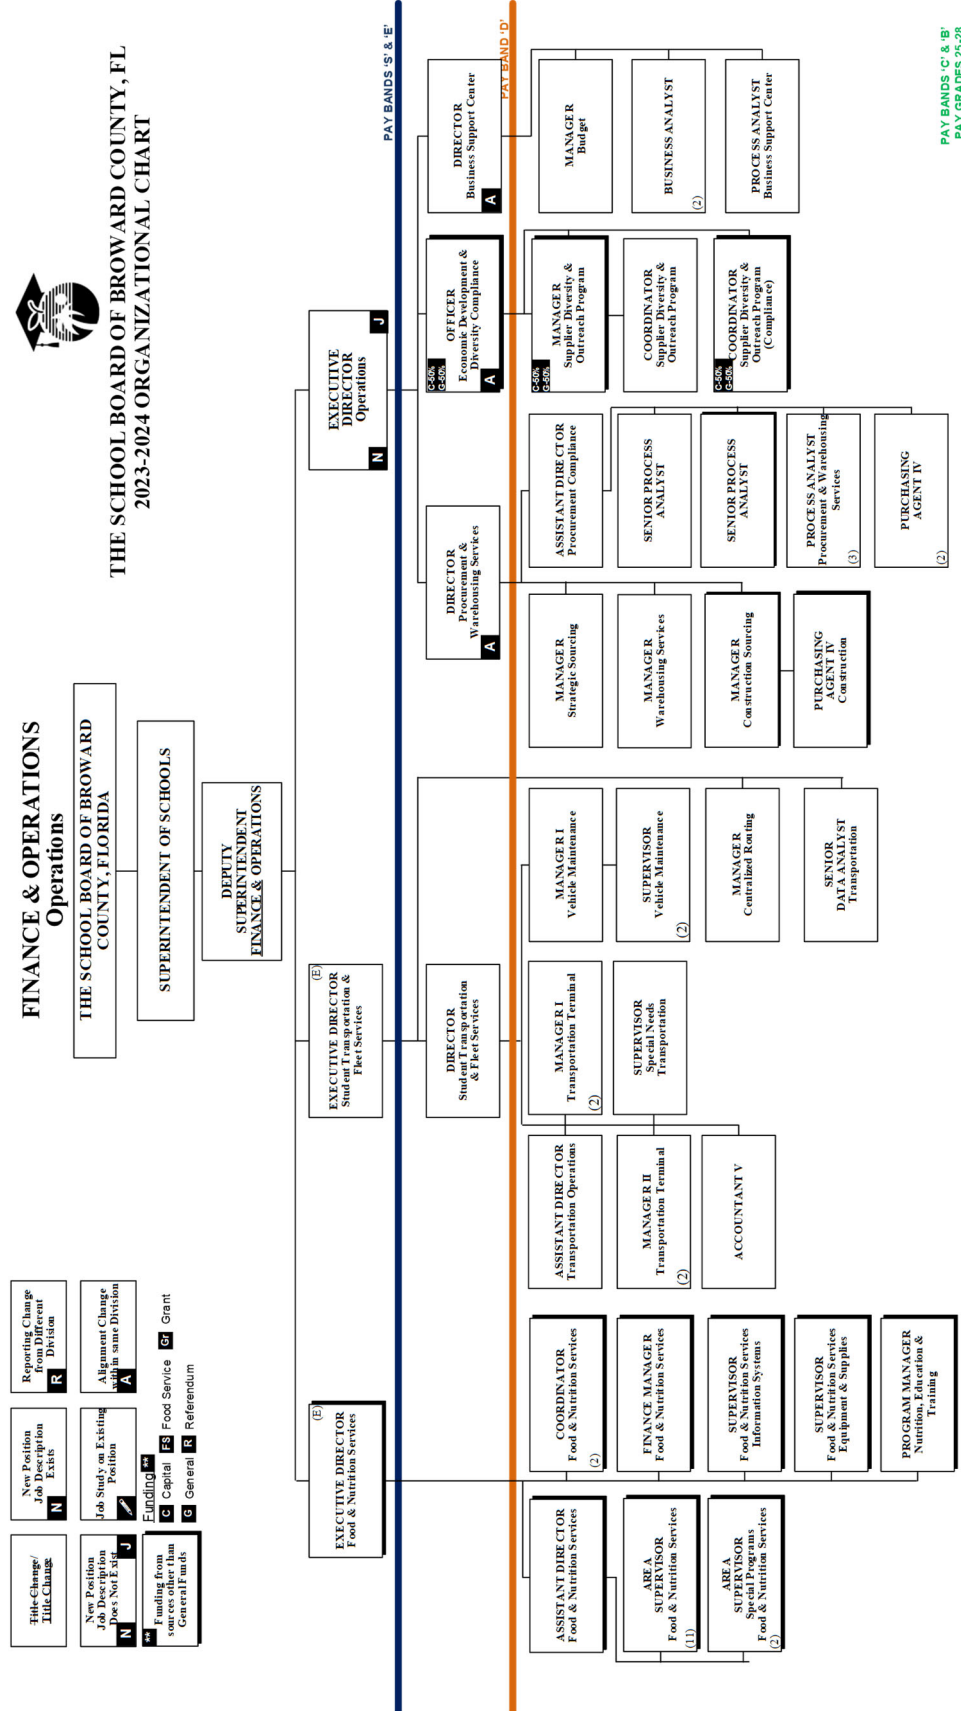 FINANCE & OPERATIONS
Operations
THE SCHOOL BOARD OF BROWARD COUNTY, FL
2023-2024 ORGANIZATIONAL CHART
Title Change/
Title Change
New Position
Job Description
Exists
N
Reporting Change
from Different
Division
R
New Position
Job Description
Does Not Exist
N
J
Job Study on Existing
Position
Alignment Change
within same Division
A
**
Funding from
sources other than
General Funds
Funding **
C Capital FS Food Service Gr Grant
G General R Referendum
THE SCHOOL BOARD OF BROWARD
COUNTY, FLORIDA
SUPERINTENDENT OF SCHOOLS
DEPUTY
SUPERINTENDENT
FINANCE & OPERATIONS
EXECUTIVE DIRECTOR
Food & Nutrition Services
(E)
EXECUTIVE DIRECTOR
Student Transportation &
Fleet Services
(E)
EXECUTIVE
DIRECTOR
Operations
N
J
PAY BANDS 'S' & 'E'
DIRECTOR
Student Transportation
& Fleet Services
DIRECTOR
Procurement &
Warehousing Services
A
C-50%
G-50%
OFFICER
Economic Development &
Diversity Compliance
A
DIRECTOR
Business Support Center
A
PAY BAND 'D'
ASSISTANT DIRECTOR
Food & Nutrition Services
AREA
SUPERVISOR
Food & Nutrition Services
(11)
AREA
SUPERVISOR
Special Programs
Food & Nutrition Services
(2)
COORDINATOR
Food & Nutrition Services
(2)
FINANCE MANAGER
Food & Nutrition Services
SUPERVISOR
Food & Nutrition Services
Information Systems
SUPERVISOR
Food & Nutrition Services
Equipment & Supplies
PROGRAM MANAGER
Nutrition, Education &
Training
ASSISTANT DIRECTOR
Transportation Operations
MANAGER II
Transportation Terminal
(2)
ACCOUNTANT V
MANAGER I
Transportation Terminal
(2)
SUPERVISOR
Special Needs
Transportation
MANAGER I
Vehicle Maintenance
SUPERVISOR
Vehicle Maintenance
(2)
MANAGER
Centralized Routing
SENIOR
DATA ANALYST
Transportation
MANAGER
Strategic Sourcing
MANAGER
Warehousing Services
MANAGER
Construction Sourcing
PURCHASING
AGENT IV
Construction
ASSISTANT DIRECTOR
Procurement Compliance
SENIOR PROCESS
ANALYST
SENIOR PROCESS
ANALYST
PROCESS ANALYST
Procurement & Warehousing
Services
(3)
PURCHASING
AGENT IV
(2)
C-50%
G-50%
MANAGER
Supplier Diversity &
Outreach Program
COORDINATOR
Supplier Diversity &
Outreach Program
C-50%
G-50%
COORDINATOR
Supplier Diversity &
Outreach Program
(Compliance)
MANAGER
Budget
BUSINESS ANALYST
(2)
PROCESS ANALYST
Business Support Center
PAY BANDS 'C' & 'B'
PAY GRADES 25-28